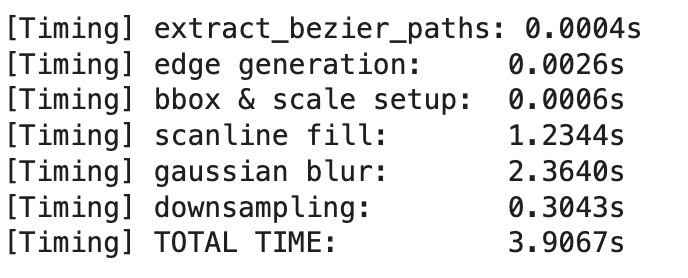 [Timing] extract_bezier_paths: 0.0004s
[Timing] edge generation:     0.0026s
[Timing] bbox & scale setup:  0.0006s
[Timing] scanline fill:       1.2344s
[Timing] gaussian blur:       2.3640s
[Timing] downsampling:        0.3043s
[Timing] TOTAL TIME:          3.9067s